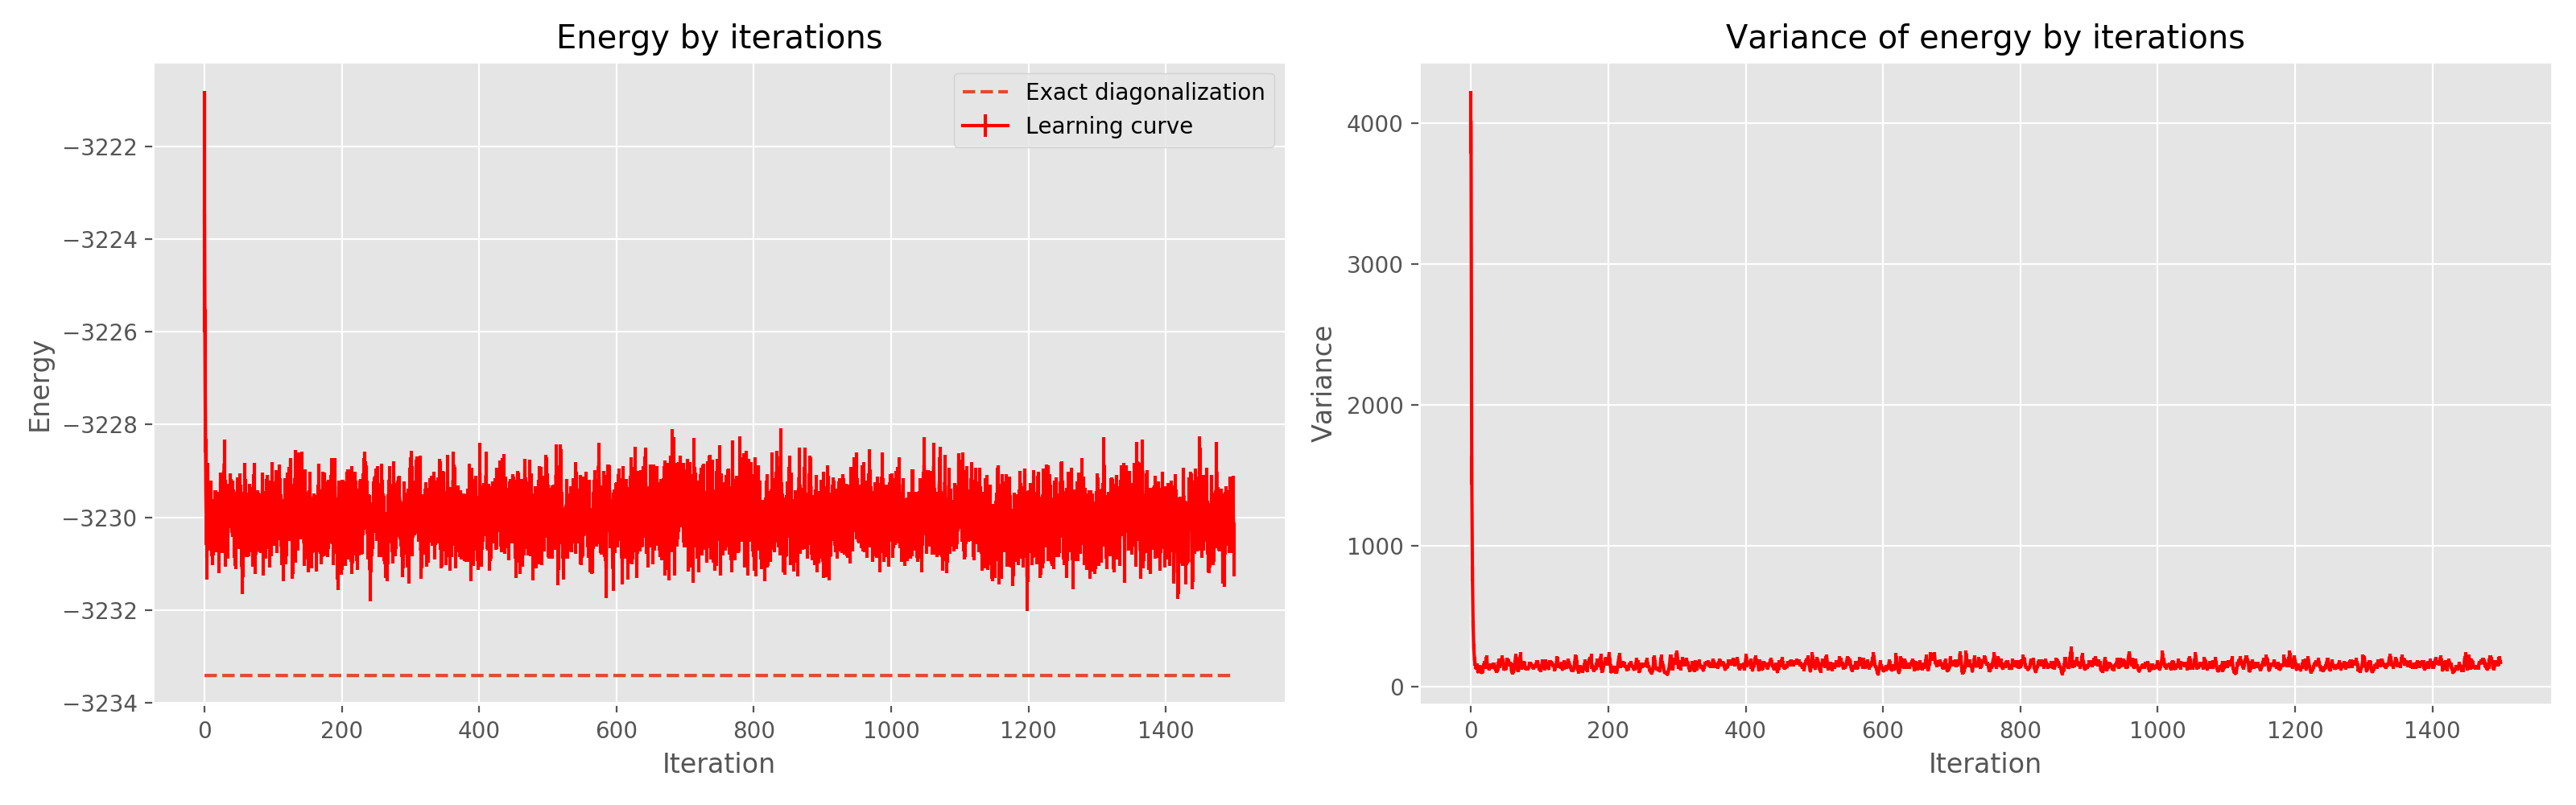 Energy by iterations
Exact diagonalization
Learning curve
−3222
−3224
−3226
−3228
−3230
−3232
−3234
Energy
0 200 400 600 800 1000 1200 1400
Iteration
Variance of energy by iterations
4000
3000
2000
1000
0
Variance
0 200 400 600 800 1000 1200 1400
Iteration